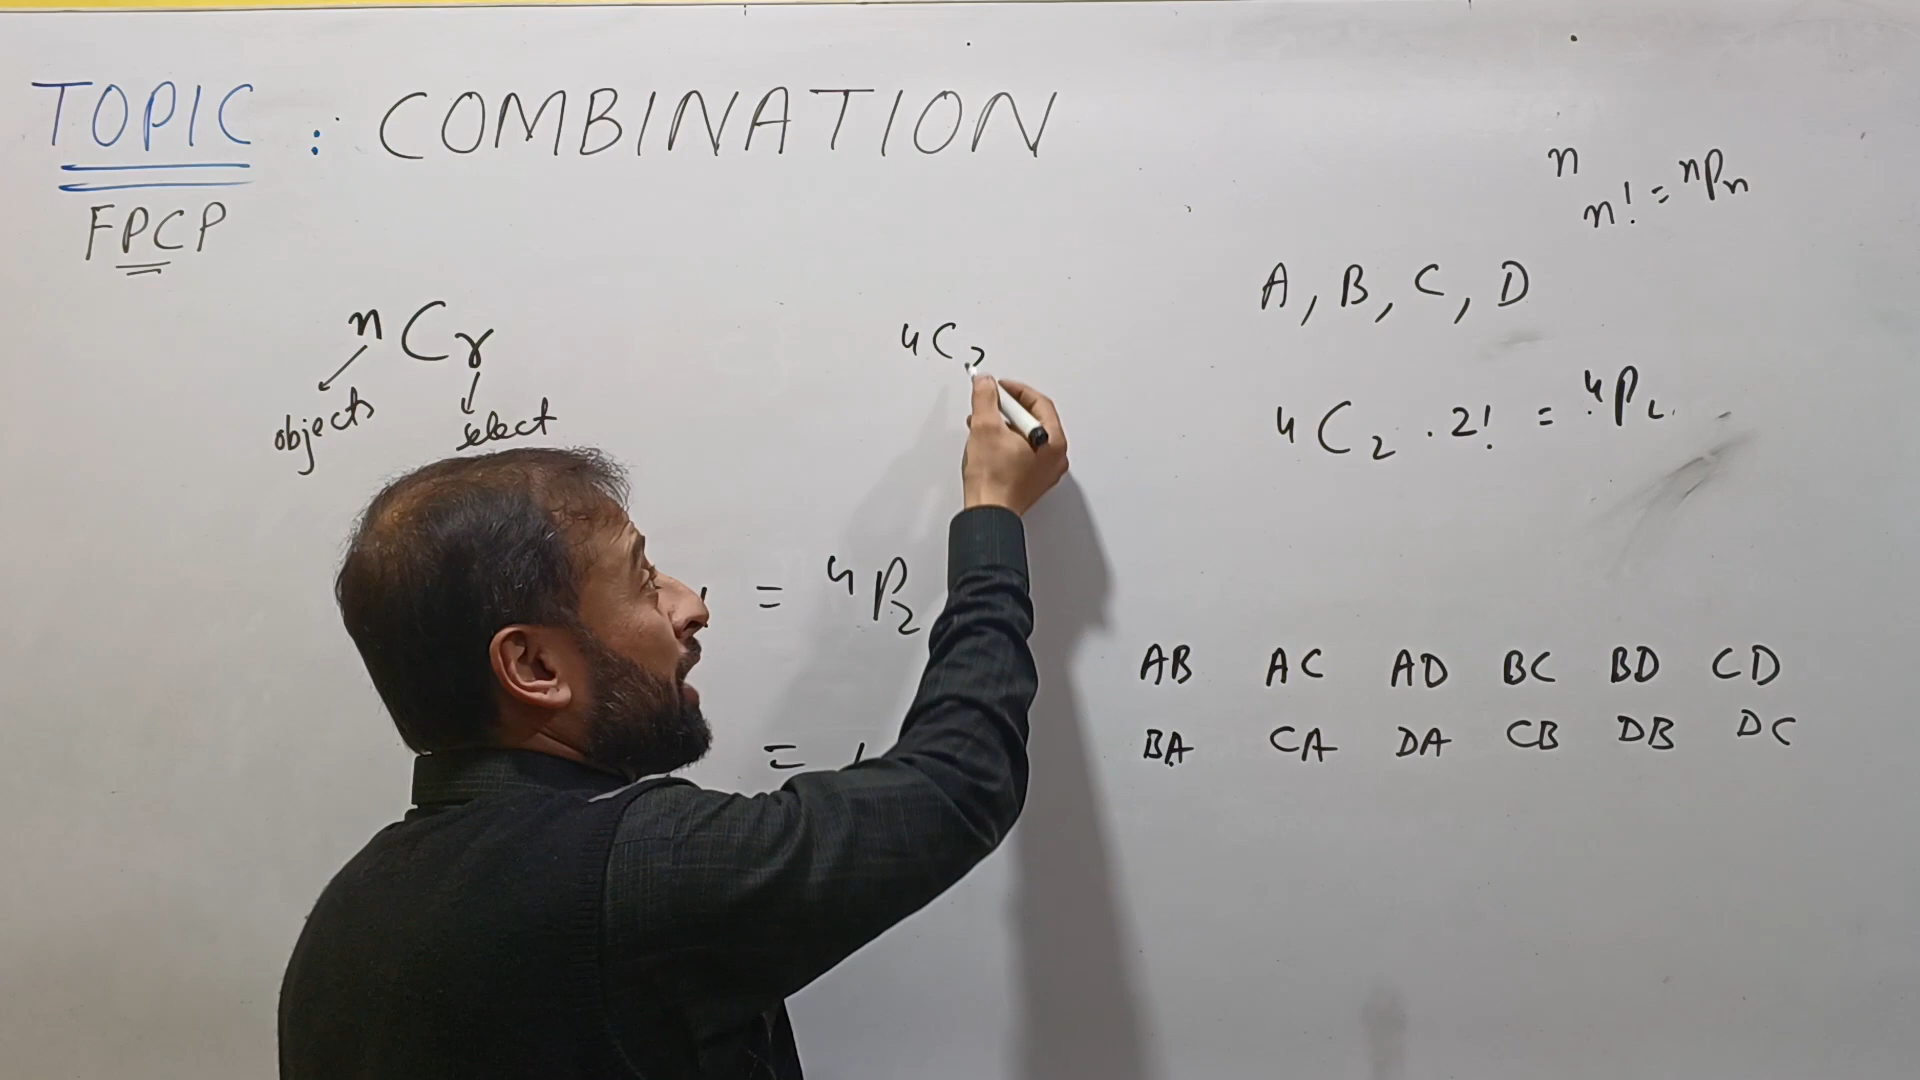 TOPIC : COMBINATION
FPCP
n
n! = nPn
A, B, C, D
nCr
objects
select
4C2
4C2 . 2! = 4P2
= 4P2
=
AB AC AD BC BD CD
BA CA DA CB DB DC